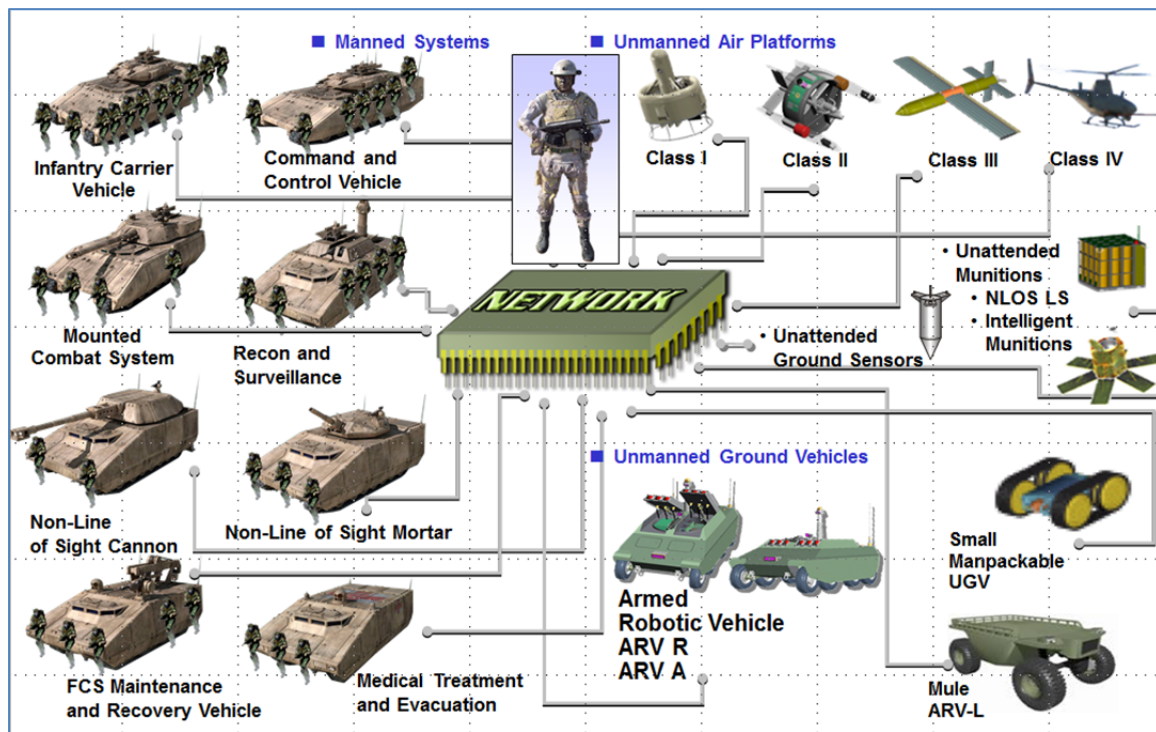 ■ Manned Systems
■ Unmanned Air Platforms
Infantry Carrier
Vehicle
Command and
Control Vehicle
Class I
Class II
Class III
Class IV
Mounted
Combat System
Recon and
Surveillance
NETWORK
• Unattended
Ground Sensors
• Unattended
Munitions
• NLOS LS
• Intelligent
Munitions
Non-Line
of Sight Cannon
Non-Line of Sight Mortar
■ Unmanned Ground Vehicles
Armed
Robotic Vehicle
ARV R
ARV A
Small
Manpackable
UGV
FCS Maintenance
and Recovery Vehicle
Medical Treatment
and Evacuation
Mule
ARV-L